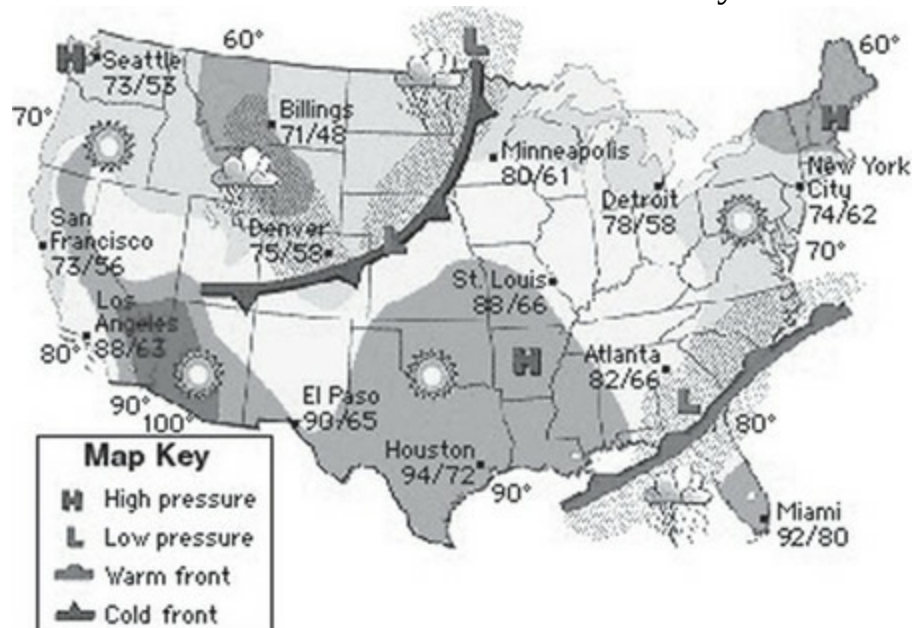 y
L
60°
60°
H
Seattle
73/53
70°
Billings
71/48
H
Minneapolis
80/61
New York
City
74/62
Detroit
78/58
San
Francisco
73/56
Denver
75/58
L
70°
St. Louis
88/66
Los
Angeles
88/63
80°
H
Atlanta
82/66
L
El Paso
90/65
90°
100°
80°
Houston
94/72
90°
Miami
92/80
Map Key
H High pressure
L Low pressure
Warm front
Cold front